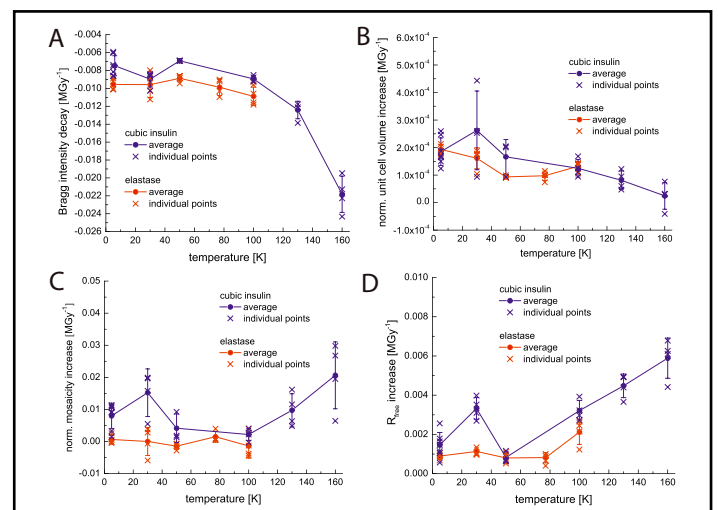 A
Bragg intensity decay [MGy⁻¹]
-0.004
-0.006
-0.008
-0.010
-0.012
-0.014
-0.016
-0.018
-0.020
-0.022
-0.024
-0.026
cubic insulin
average
individual points
elastase
average
individual points
0 20 40 60 80 100 120 140 160
temperature [K]
B
norm. unit cell volume increase [MGy⁻¹]
6.0x10⁻⁴
5.0x10⁻⁴
4.0x10⁻⁴
3.0x10⁻⁴
2.0x10⁻⁴
1.0x10⁻⁴
0.0
-1.0x10⁻⁴
cubic insulin
average
individual points
elastase
average
individual points
0 20 40 60 80 100 120 140 160
temperature [K]
C
norm. mosaicity increase [MGy⁻¹]
0.05
0.04
0.03
0.02
0.01
0.00
-0.01
cubic insulin
average
individual points
elastase
average
individual points
0 20 40 60 80 100 120 140 160
temperature [K]
D
R_free increase [MGy⁻¹]
0.010
0.008
0.006
0.004
0.002
0.000
cubic insulin
average
individual points
elastase
average
individual points
0 20 40 60 80 100 120 140 160
temperature [K]